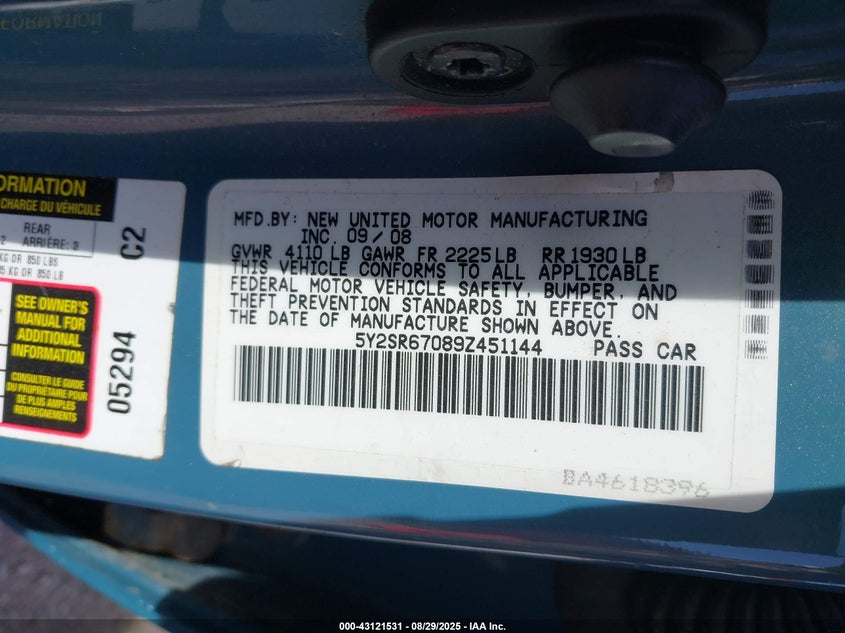 FORMATION
ORMATION
CHARGE DU VÉHICULE
REAR
2 ARRIÈRE: 3
KG OR 850 LBS
KG OR 850 LB
SEE OWNER'S
MANUAL FOR
ADDITIONAL
INFORMATION
CONSULTER LE GUIDE
DU PROPRIÉTAIRE POUR
DE PLUS AMPLES
RENSEIGNEMENTS
C2
05294
MFD.BY: NEW UNITED MOTOR MANUFACTURING
INC. 09/08
GVWR 4110 LB GAWR FR 2225 LB RR 1930 LB
THIS VEHICLE CONFORMS TO ALL APPLICABLE
FEDERAL MOTOR VEHICLE SAFETY, BUMPER, AND
THEFT PREVENTION STANDARDS IN EFFECT ON
THE DATE OF MANUFACTURE SHOWN ABOVE.
5Y2SR67089Z451144 PASS CAR
BA4618396
000-43121531 - 08/29/2025 - IAA Inc.